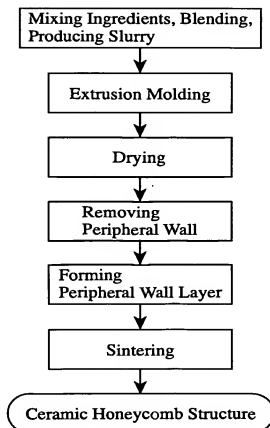 Mixing Ingredients, Blending,
Producing Slurry
Extrusion Molding
Drying
Removing
Peripheral Wall
Forming
Peripheral Wall Layer
Sintering
Ceramic Honeycomb Structure